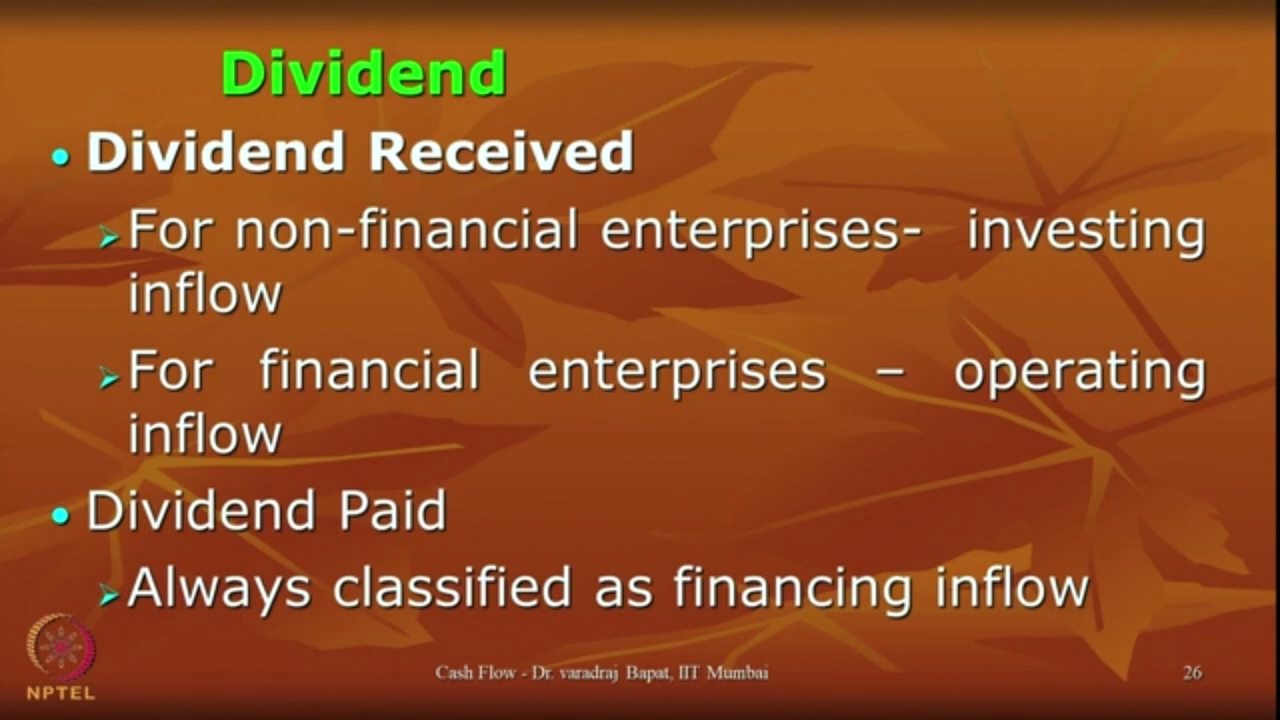 Dividend
Dividend Received
For non-financial enterprises- investing
inflow
For financial enterprises – operating
inflow
Dividend Paid
Always classified as financing inflow
Cash Flow - Dr. varadraj Bapat, IIT Mumbai
26
NPTEL